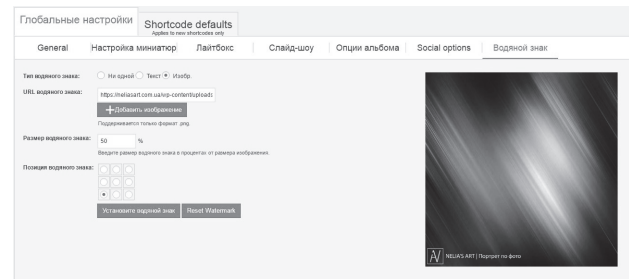 Глобальные настройки
Shortcode defaults
Applies to new shortcodes only
General Настройка миниатюр Лайтбокс Слайд-шоу Опции альбома Social options Водяной знак
Тип водяного знака: Ни одной Текст Изобр.
URL водяного знака: https://neliasart.com.ua/wp-content/uploads
Добавить изображение
Поддерживается только формат .png.
Размер водяного знака: 50 %
Введите размер водяного знака в процентах от размера изображения.
Позиция водяного знака:
Установите водяной знак Reset Watermark
NELIA'S ART | Портрет по фото